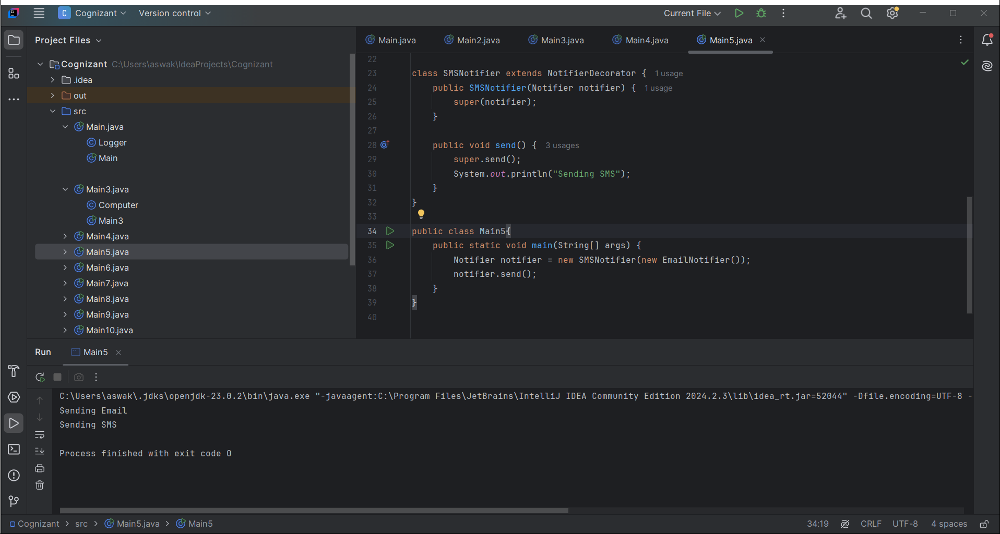 C Cognizant Version control Current File
Project Files
Main.java Main2.java Main3.java Main4.java Main5.java
Cognizant C:\Users\aswak\IdeaProjects\Cognizant
.idea
out
src
Main.java
Logger
Main
Main3.java
Computer
Main3
Main4.java
Main5.java
Main6.java
Main7.java
Main8.java
Main9.java
Main10.java
22
23 class SMSNotifier extends NotifierDecorator { 1 usage
24 public SMSNotifier(Notifier notifier) { 1 usage
25 super(notifier);
26 }
27
28 public void send() { 3 usages
29 super.send();
30 System.out.println("Sending SMS");
31 }
32 }
33
34 public class Main5{
35 public static void main(String[] args) {
36 Notifier notifier = new SMSNotifier(new EmailNotifier());
37 notifier.send();
38 }
39 }
40
Run Main5
C:\Users\aswak\.jdks\openjdk-23.0.2\bin\java.exe "-javaagent:C:\Program Files\JetBrains\IntelliJ IDEA Community Edition 2024.2.3\lib\idea_rt.jar=52044" -Dfile.encoding=UTF-8 -
Sending Email
Sending SMS
Process finished with exit code 0
Cognizant > src > Main5.java > Main5 34:19 CRLF UTF-8 4 spaces